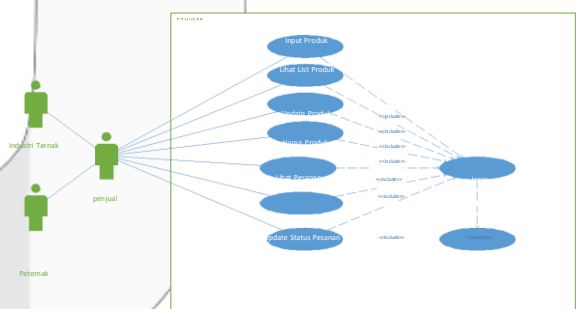 Input Produk
Lihat List Produk
Update Produk
Hapus Produk
Lihat Pesanan
Update Status Pesanan
Industri Ternak
penjual
Peternak
<<include>>
<<include>>
<<include>>
<<include>>
<<include>>
<<include>>
<<include>>